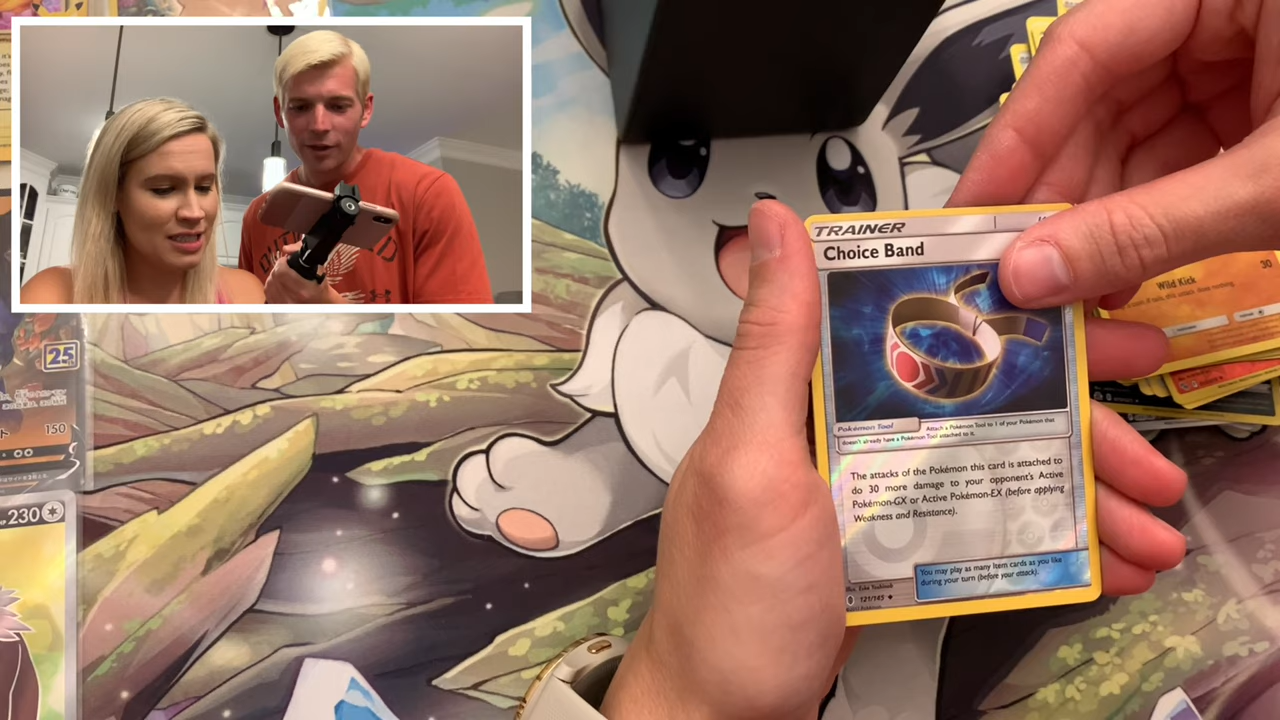 TRAINER
Choice Band
Pokémon Tool
Attach a Pokémon Tool to 1 of your Pokémon that
doesn't already have a Pokémon Tool attached to it.
The attacks of the Pokémon this card is attached to
do 30 more damage to your opponent's Active
Pokémon-GX or Active Pokémon-EX (before applying
Weakness and Resistance).
You may play as many Item cards as you like
during your turn (before your attack).
121/145
Wild Kick
30
25
150
230